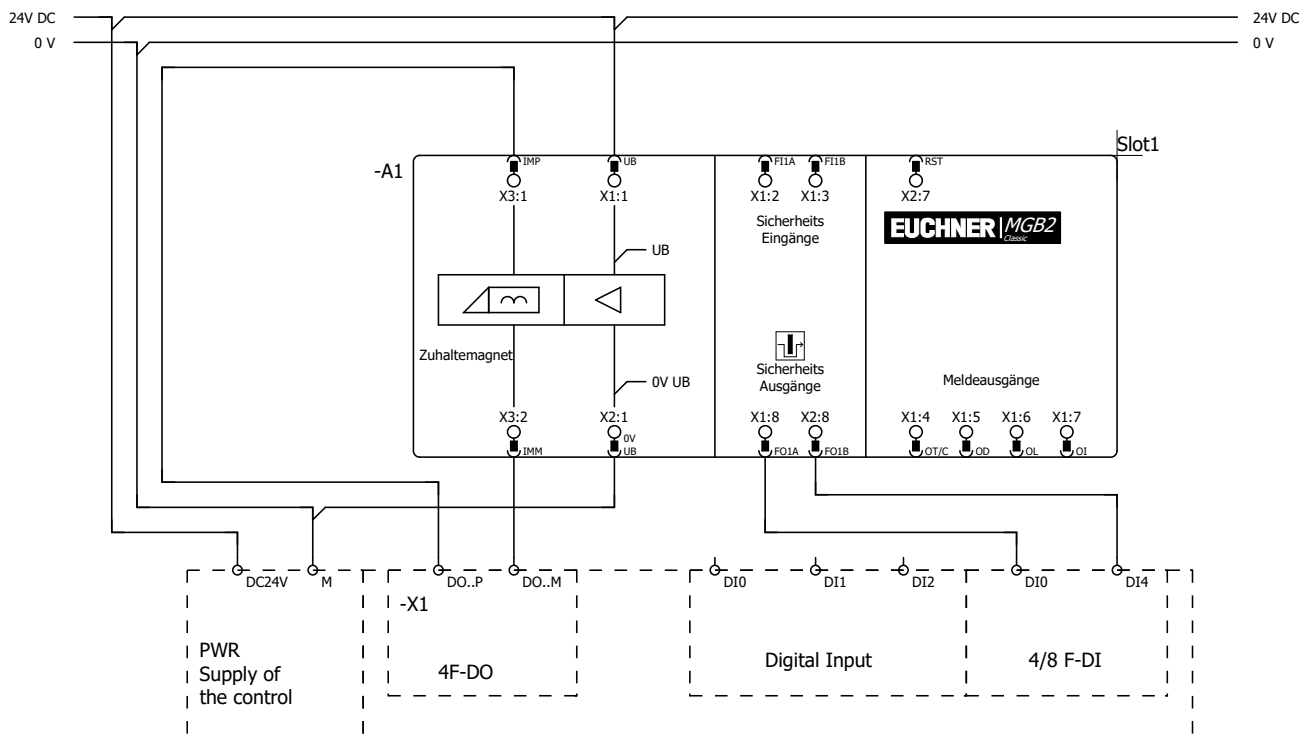 24V DC
24V DC
0 V
0 V
Slot1
-A1
IMP
UB
FI1A
FI1B
RST
X3:1
X1:1
X1:2
X1:3
X2:7
Sicherheits
Eingänge
EUCHNER MGB2
Classic
UB
Zuhaltemagnet
Sicherheits
Ausgänge
Meldeausgänge
0V UB
X3:2
X2:1
X1:8
X2:8
X1:4
X1:5
X1:6
X1:7
0V
IMM
UB
FO1A
FO1B
OT/C
OD
OL
OI
DC24V
M
DO..P
DO..M
DI0
DI1
DI2
DI0
DI4
-X1
PWR
Supply of
the control
4F-DO
Digital Input
4/8 F-DI